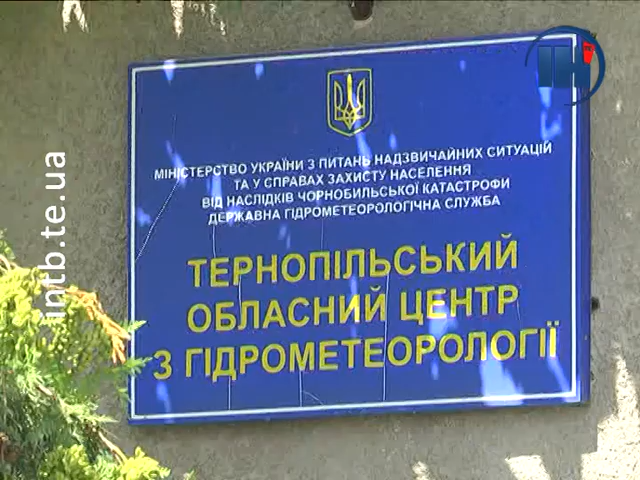 МІНІСТЕРСТВО УКРАЇНИ З ПИТАНЬ НАДЗВИЧАЙНИХ СИТУАЦІЙ
ТА У СПРАВАХ ЗАХИСТУ НАСЕЛЕННЯ
ВІД НАСЛІДКІВ ЧОРНОБИЛЬСЬКОЇ КАТАСТРОФИ
ДЕРЖАВНА ГІДРОМЕТЕОРОЛОГІЧНА СЛУЖБА
ТЕРНОПІЛЬСЬКИЙ
ОБЛАСНИЙ ЦЕНТР
З ГІДРОМЕТЕОРОЛОГІЇ
intb.te.ua